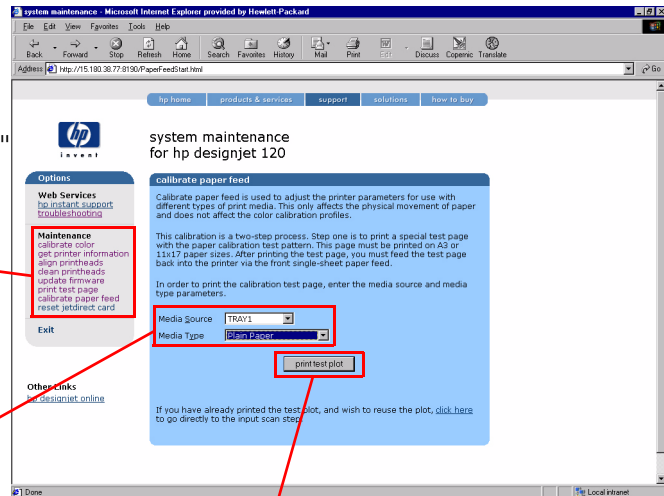 system maintenance - Microsoft Internet Explorer provided by Hewlett-Packard
File Edit View Favorites Tools Help
Back Forward Stop Refresh Home Search Favorites History Mail Print Edit Discuss Copernic Translate
Address http://15.180.38.77:8190/PaperFeedStart.html Go
hp home products & services support solutions how to buy
hp
invent
system maintenance
for hp designjet 120
Options
Web Services
hp instant support
troubleshooting
Maintenance
calibrate color
get printer information
align printheads
clean printheads
update firmware
print test page
calibrate paper feed
reset jetdirect card
Exit
Other Links
hp designjet online
calibrate paper feed
Calibrate paper feed is used to adjust the printer parameters for use with
different types of print media. This only affects the physical movement of paper
and does not affect the color calibration profiles.
This calibration is a two-step process. Step one is to print a special test page
with the paper calibration test pattern. This page must be printed on A3 or
11x17 paper sizes. After printing the test page, you must feed the test page
back into the printer via the front single-sheet paper feed.
In order to print the calibration test page, enter the media source and media
type parameters.
Media Source TRAY1
Media Type Plain Paper
print test plot
If you have already printed the test plot, and wish to reuse the plot, click here
to go directly to the input scan step.
Done Local intranet